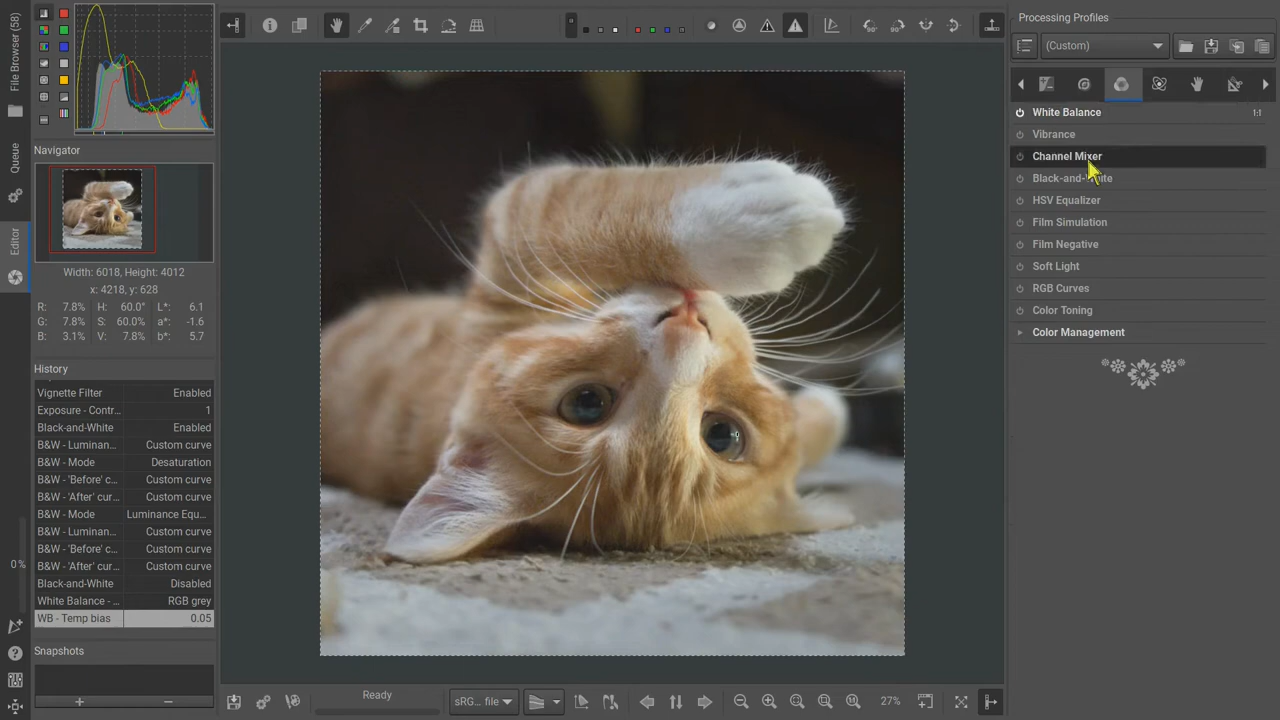 File Browser (68)
Queue
Editor
0 %
Navigator
Width: 6018, Height: 4012
x: 4218, y: 628
R: 7.8% H: 60.0° L*: 6.1
G: 7.8% S: 60.0% a*: -1.6
B: 3.1% V: 7.8% b*: 5.7
History
Vignette Filter Enabled
Exposure - Contr... 1
Black-and-White Enabled
B&W - Luminan... Custom curve
B&W - Mode Desaturation
B&W - 'Before' c... Custom curve
B&W - 'After' cur... Custom curve
B&W - Mode Luminance Equ...
B&W - Luminan... Custom curve
B&W - 'Before' c... Custom curve
B&W - 'After' cur... Custom curve
Black-and-White Disabled
White Balance - ... RGB grey
WB - Temp bias 0.05
Snapshots
+ −
Ready
sRG... file
27%
Processing Profiles
(Custom)
White Balance 1:1
Vibrance
Channel Mixer
Black-and-White
HSV Equalizer
Film Simulation
Film Negative
Soft Light
RGB Curves
Color Toning
Color Management